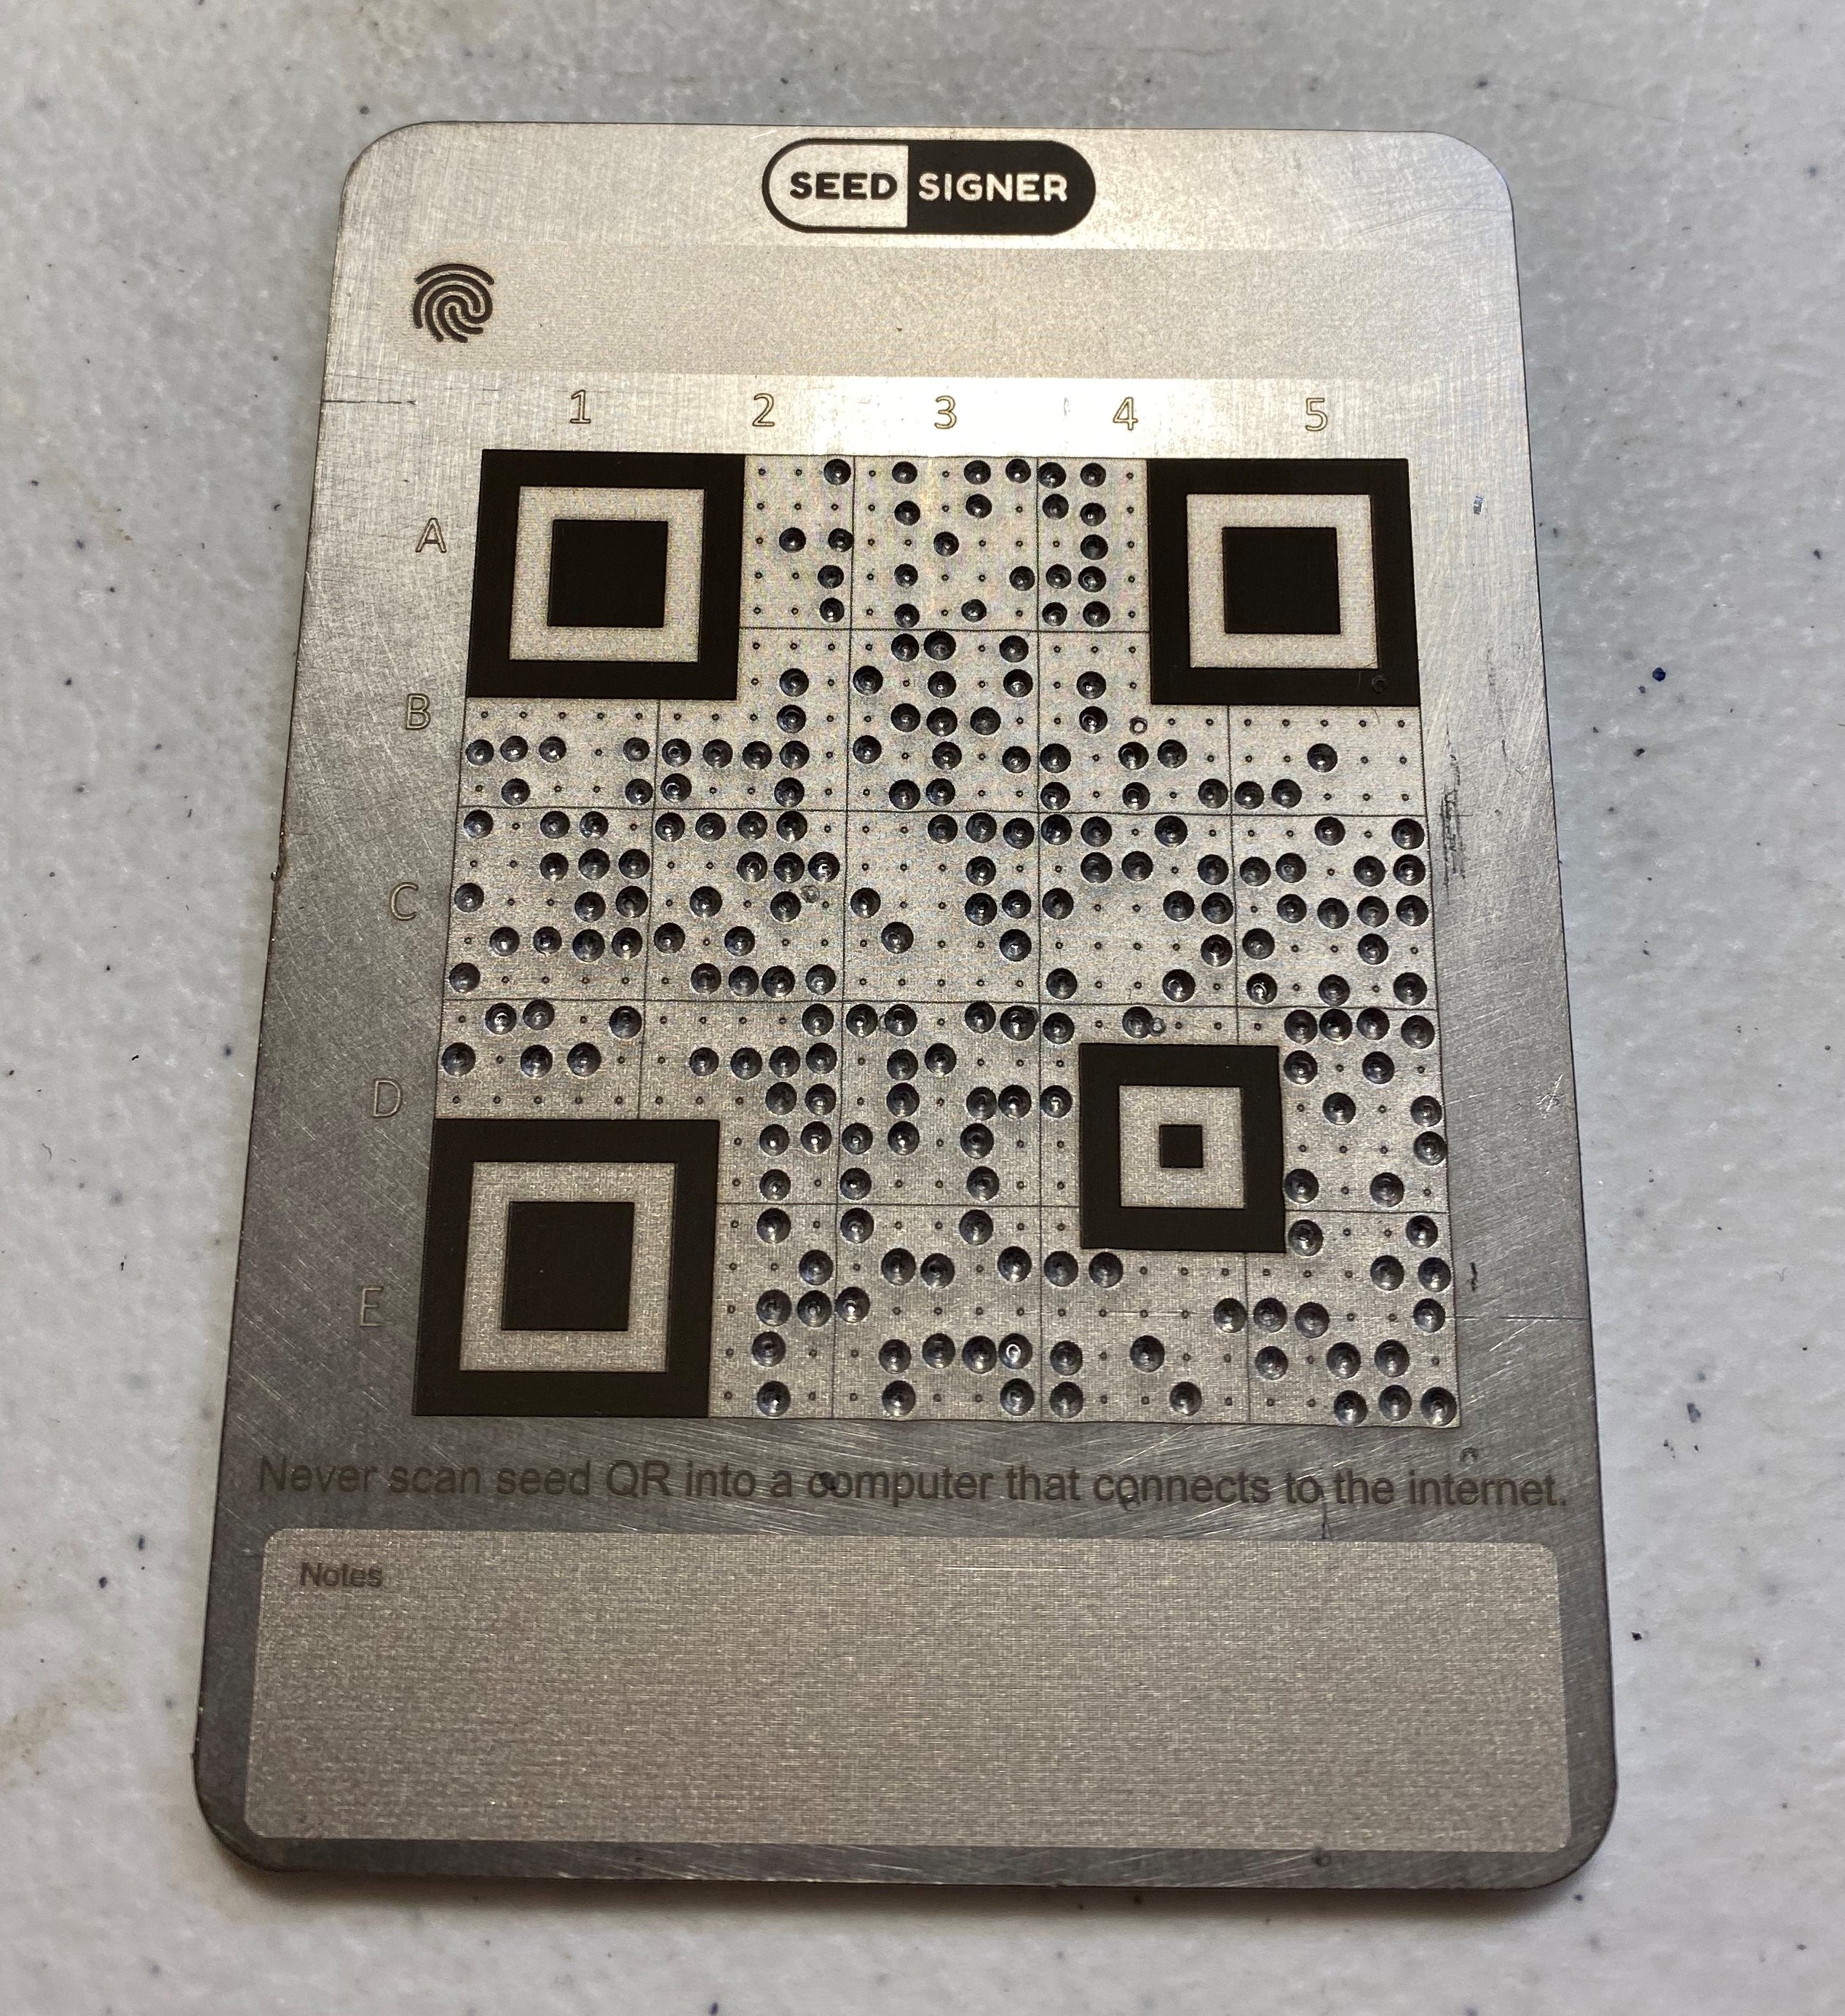 SEED SIGNER
1 2 3 4 5
A
B
C
D
E
Never scan seed QR into a computer that connects to the internet.
Notes